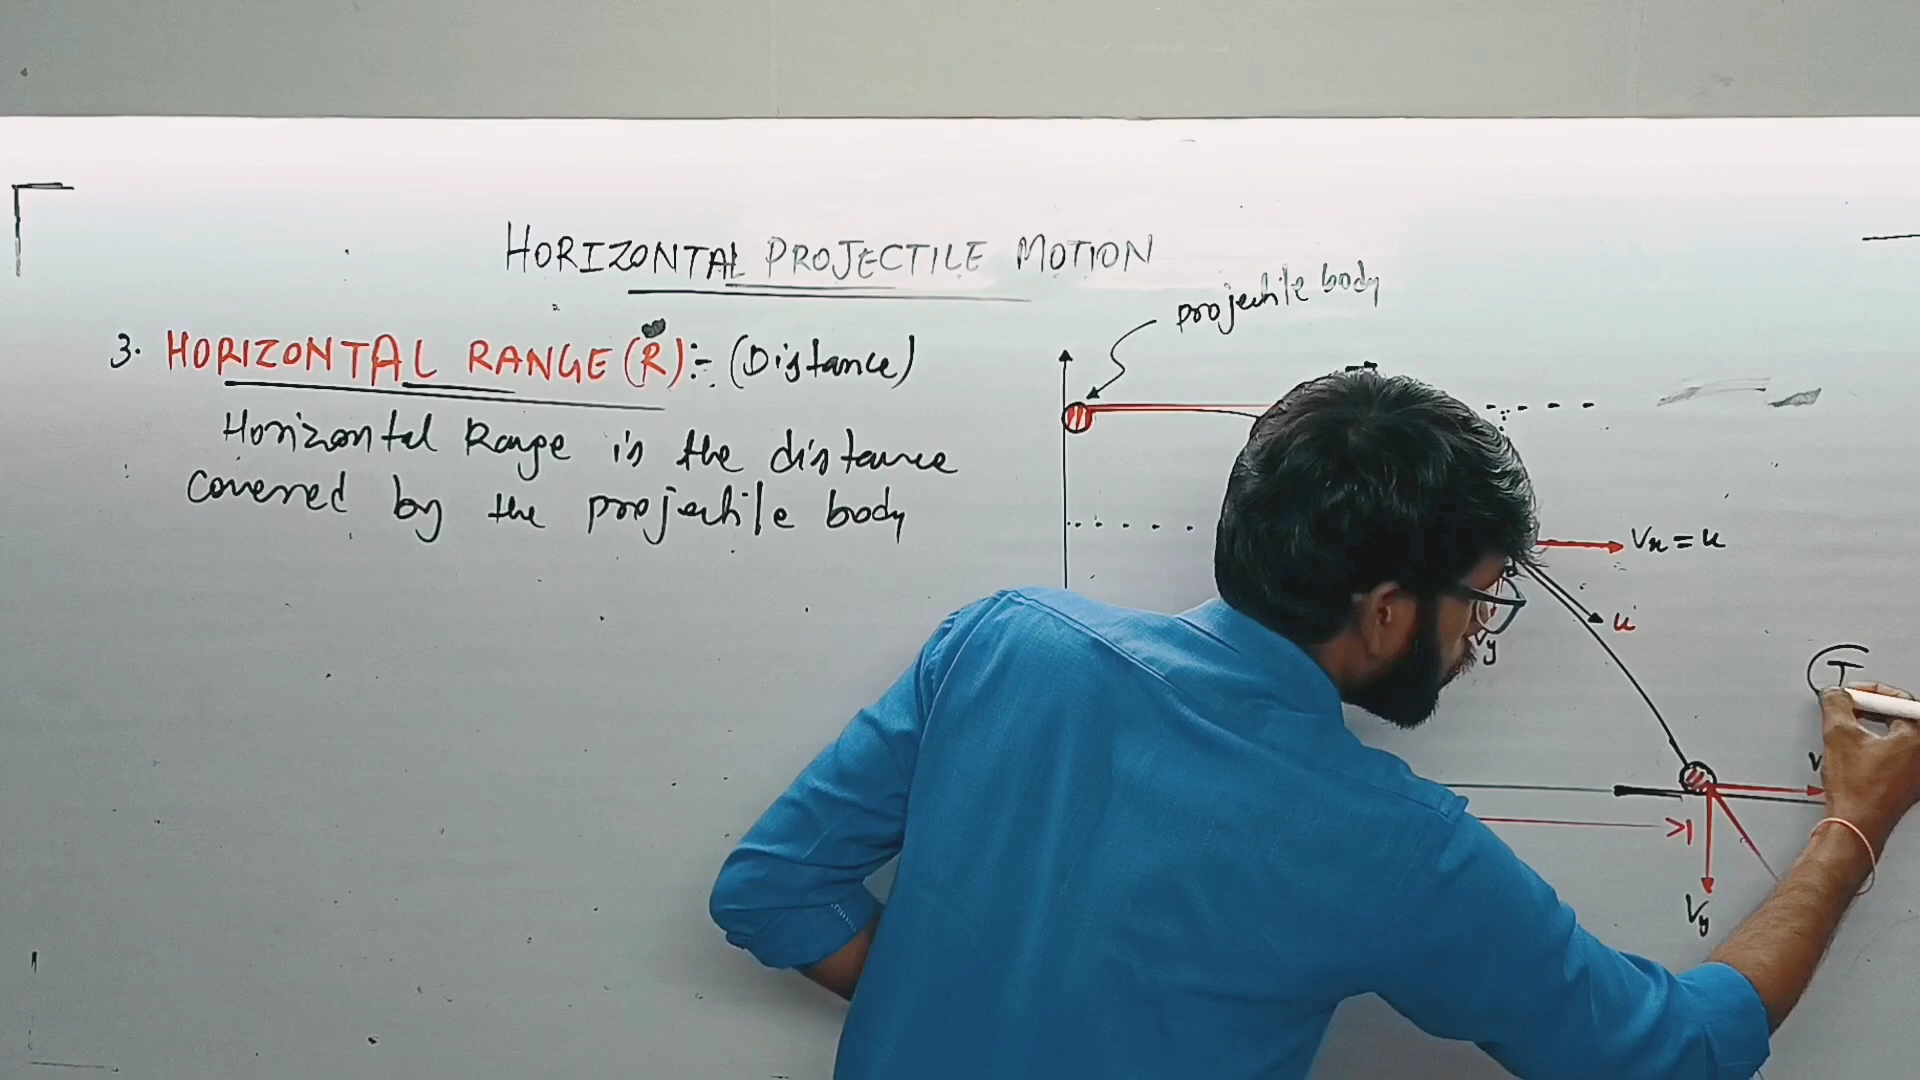 HORIZONTAL PROJECTILE MOTION
projectile body
3. HORIZONTAL RANGE (R):- (Distance)
Horizontal Range is the distance
covered by the projectile body
Vx = u
u
Vy
T
V
>|
Vy